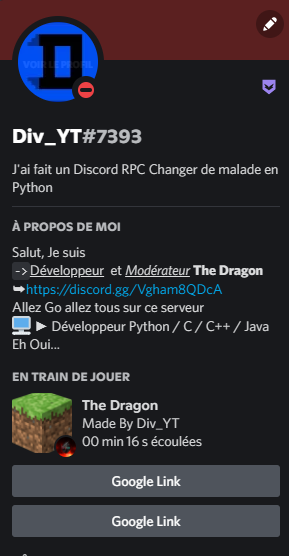 VOIR LE PROFIL
Div_YT#7393
J'ai fait un Discord RPC Changer de malade en
Python
À PROPOS DE MOI
Salut, Je suis
->Développeur et Modérateur The Dragon
➥https://discord.gg/Vgham8QDcA
Allez Go allez tous sur ce serveur
🖥️ ► Développeur Python / C / C++ / Java
Eh Oui...
EN TRAIN DE JOUER
The Dragon
Made By Div_YT
00 min 16 s écoulées
Google Link
Google Link